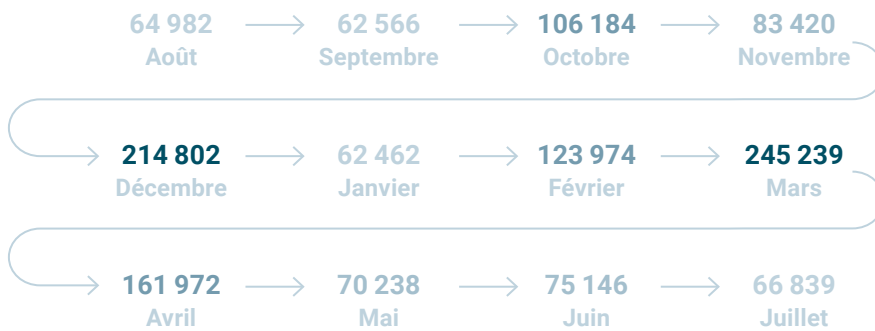 64 982 62 566 106 184 83 420
Août Septembre Octobre Novembre
214 802 62 462 123 974 245 239
Décembre Janvier Février Mars
161 972 70 238 75 146 66 839
Avril Mai Juin Juillet